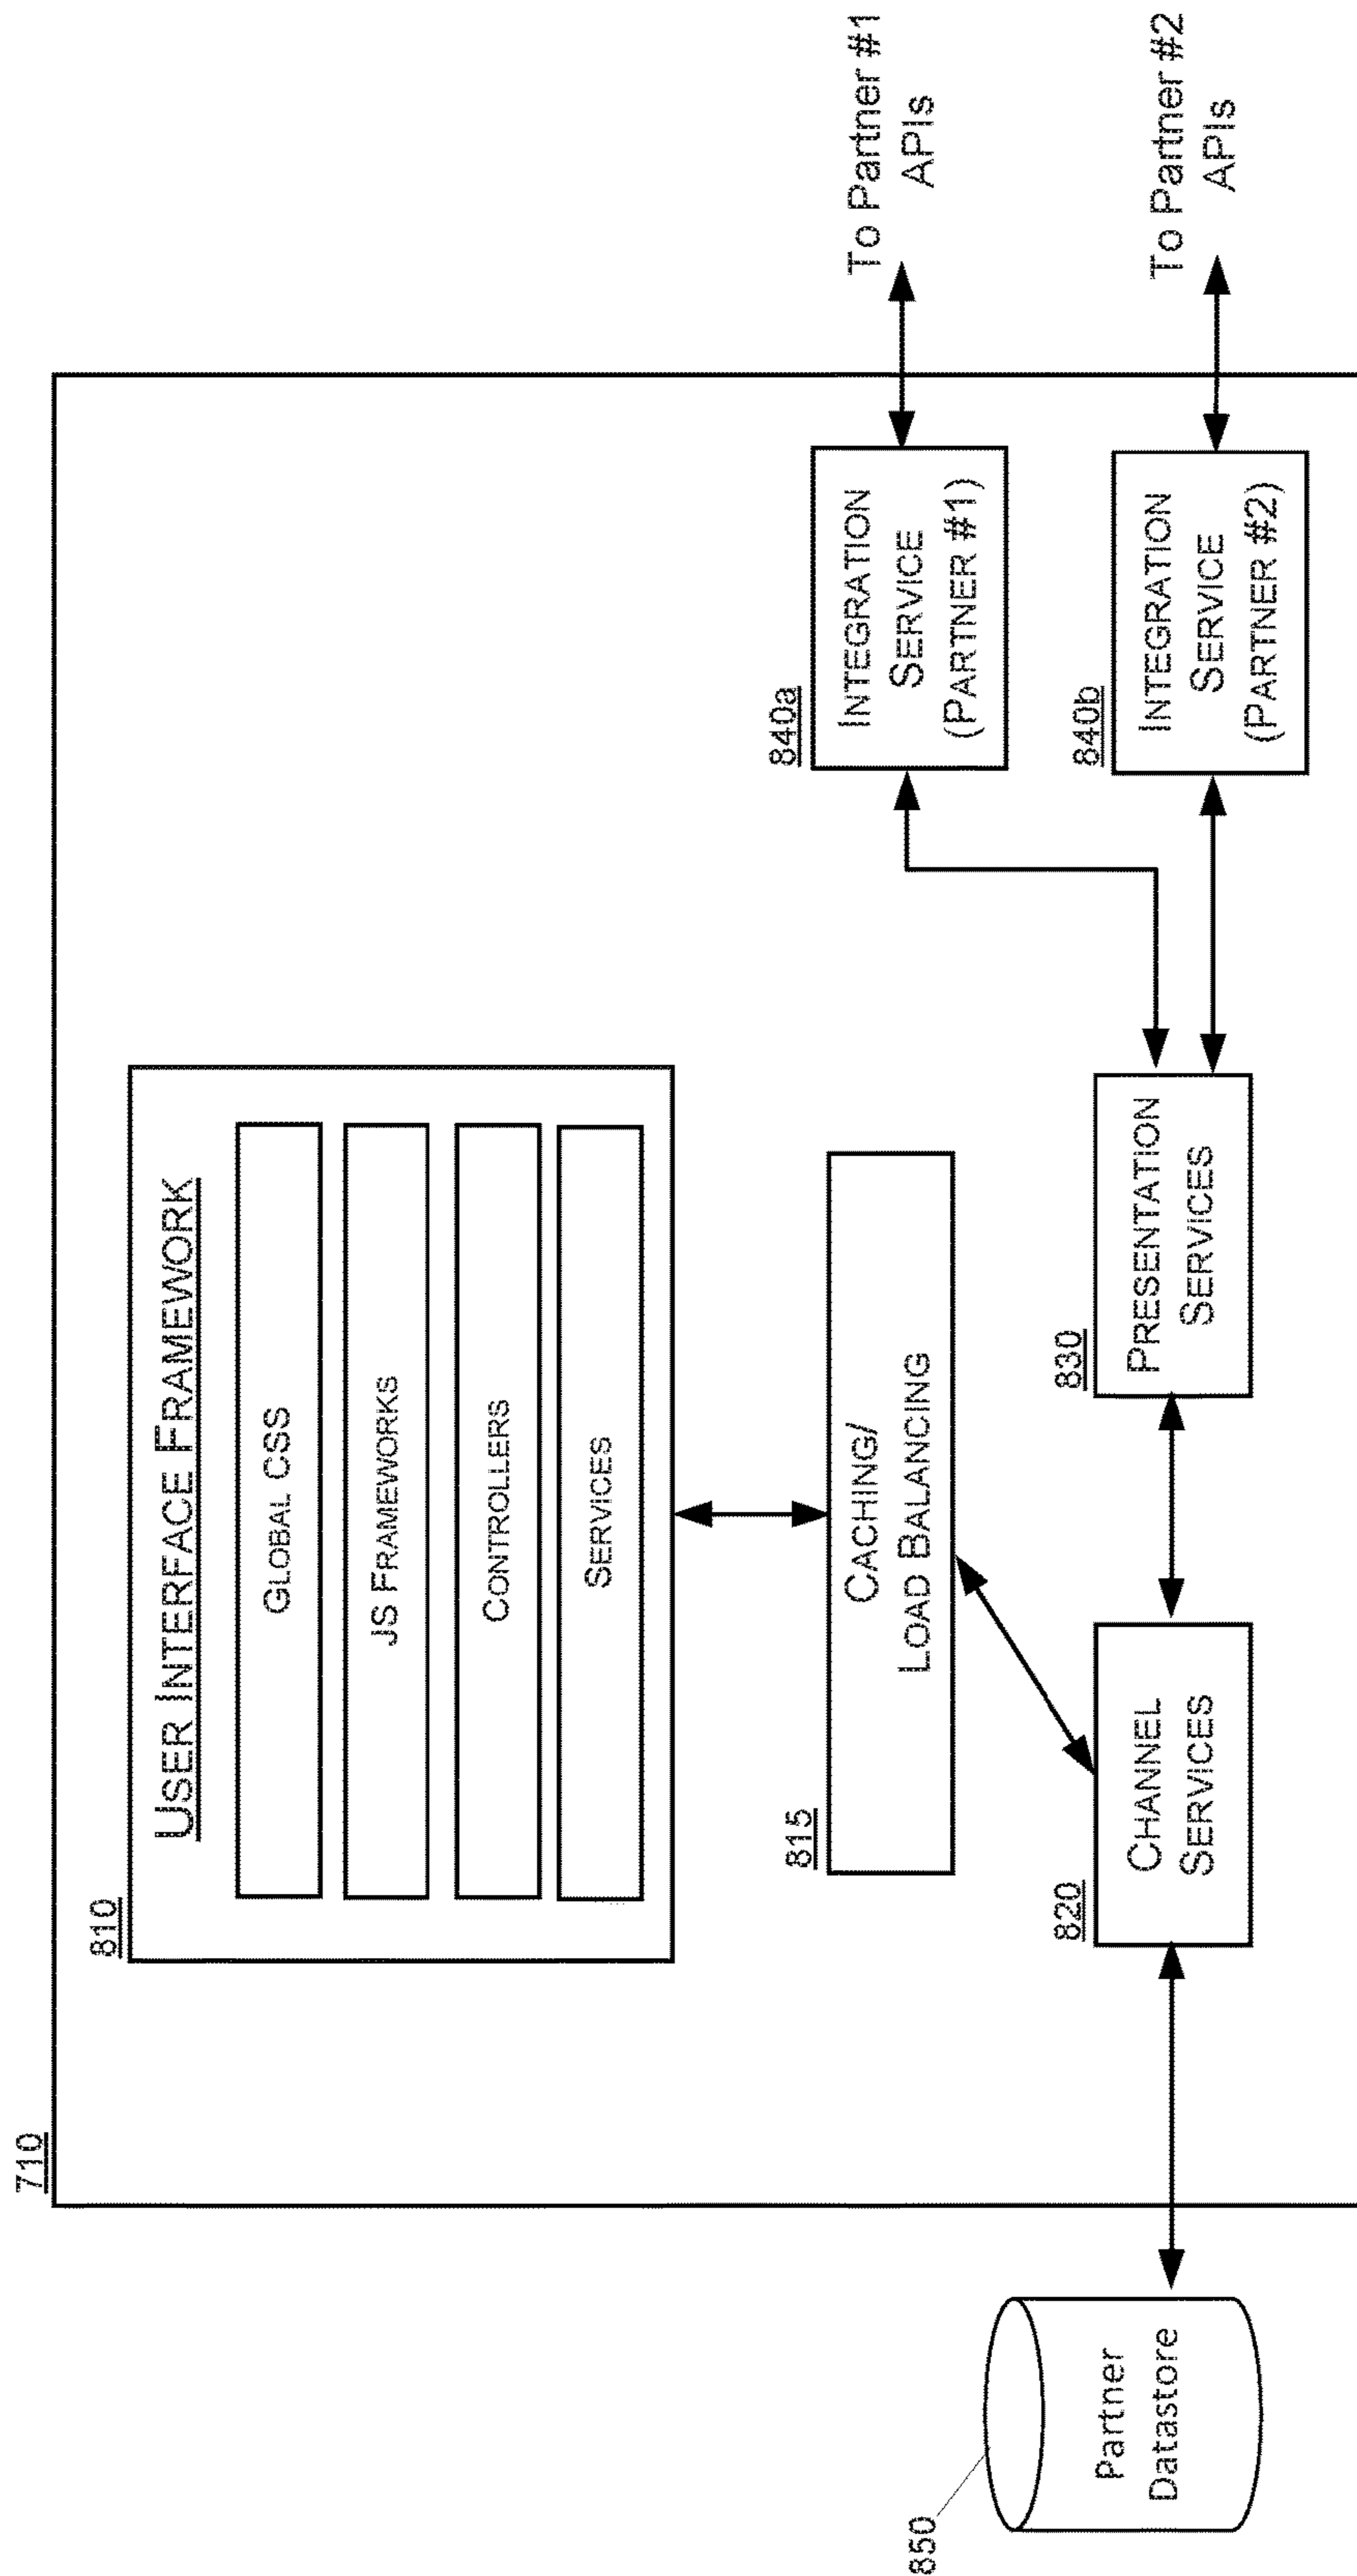 710
810
USER INTERFACE FRAMEWORK
GLOBAL CSS
JS FRAMEWORKS
CONTROLLERS
SERVICES
815
CACHING/
LOAD BALANCING
840a
INTEGRATION
SERVICE
(PARTNER #1)
To Partner #1
APIs
850
Partner
Datastore
820
CHANNEL
SERVICES
830
PRESENTATION
SERVICES
840b
INTEGRATION
SERVICE
(PARTNER #2)
To Partner #2
APIs